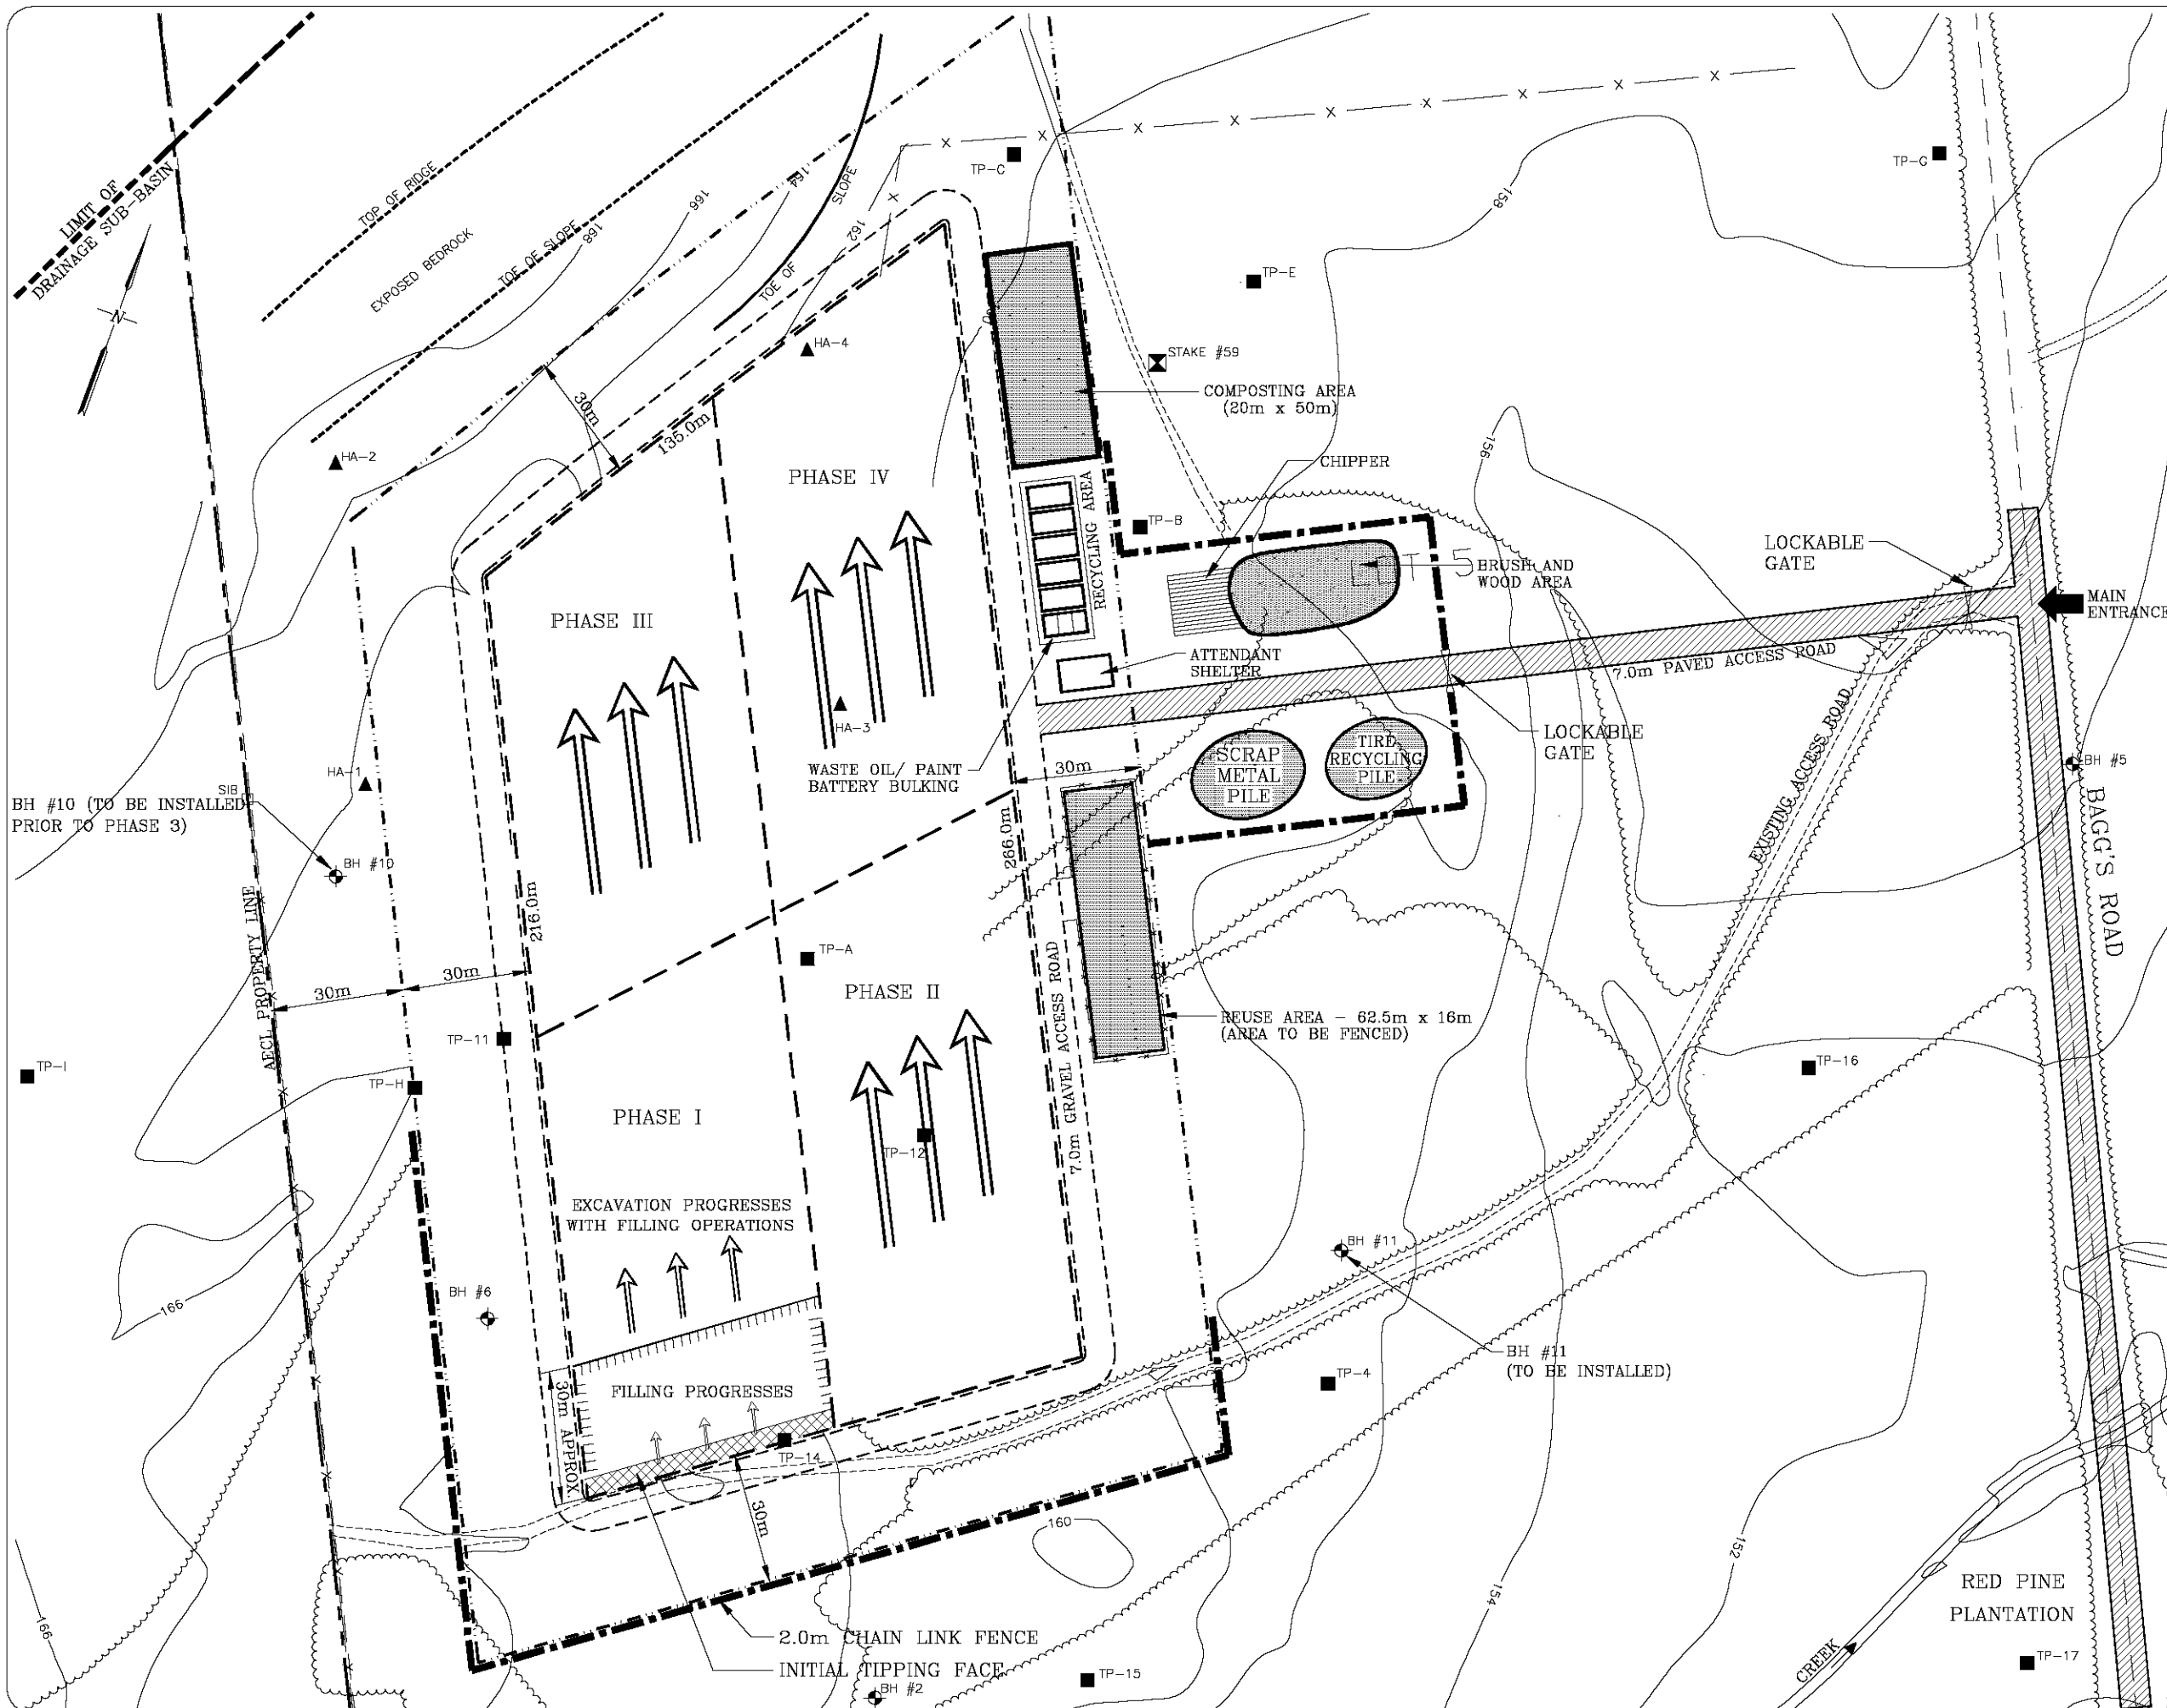 LIMIT OF
DRAINAGE SUB-BASIN
N
TOP OF RIDGE
EXPOSED BEDROCK
TOE OF SLOPE
168
166
164
162
TOE OF
SLOPE
TP-C
TP-G
158
TP-E
STAKE #59
HA-4
HA-2
30m
135.0m
COMPOSTING AREA
(20m x 50m)
PHASE IV
CHIPPER
156
RECYCLING AREA
TP-B
LOT 5
BRUSH AND
WOOD AREA
LOCKABLE
GATE
MAIN
ENTRANCE
PHASE III
ATTENDANT
SHELTER
7.0m PAVED ACCESS ROAD
HA-3
WASTE OIL/ PAINT
BATTERY BULKING
30m
SCRAP
METAL
PILE
TIRE
RECYCLING
PILE
LOCKABLE
GATE
EXISTING ACCESS ROAD
BH #5
BAGG'S ROAD
HA-1
SIB
BH #10 (TO BE INSTALLED
PRIOR TO PHASE 3)
BH #10
266.0m
216.0m
AECL PROPERTY LINE
30m
30m
TP-A
PHASE II
7.0m GRAVEL ACCESS ROAD
REUSE AREA - 62.5m x 16m
(AREA TO BE FENCED)
TP-11
TP-I
TP-H
TP-16
PHASE I
TP-12
EXCAVATION PROGRESSES
WITH FILLING OPERATIONS
BH #11
BH #6
166
BH #11
(TO BE INSTALLED)
TP-4
FILLING PROGRESSES
30m APPROX.
TP-14
30m
160
152
154
166
RED PINE
PLANTATION
2.0m CHAIN LINK FENCE
INITIAL TIPPING FACE
CREEK
TP-15
TP-17
BH #2